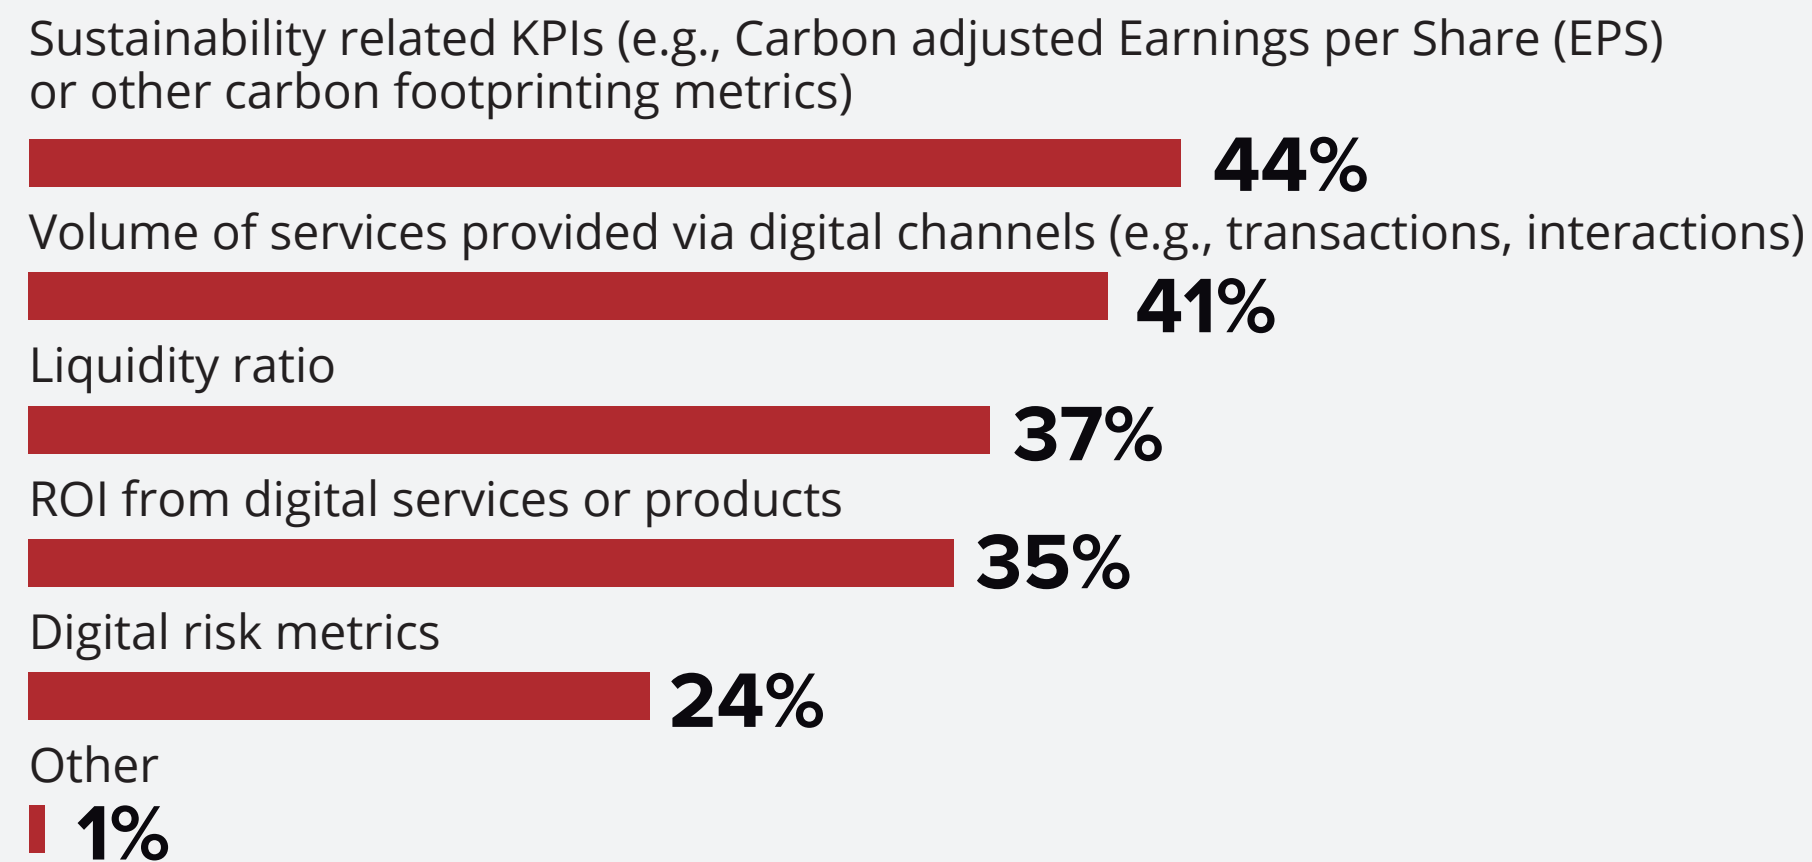 Sustainability related KPIs (e.g., Carbon adjusted Earnings per Share (EPS)
or other carbon footprinting metrics)
44%
Volume of services provided via digital channels (e.g., transactions, interactions)
41%
Liquidity ratio
37%
ROI from digital services or products
35%
Digital risk metrics
24%
Other
1%